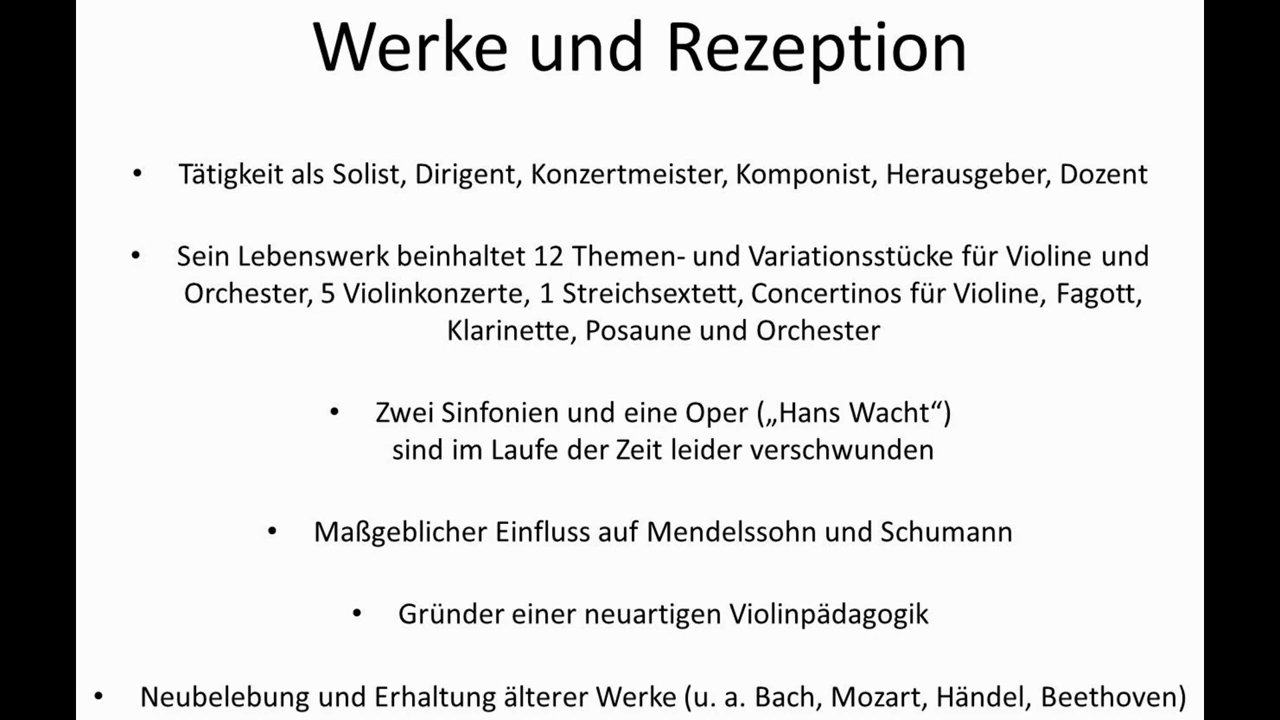 Werke und Rezeption
• Tätigkeit als Solist, Dirigent, Konzertmeister, Komponist, Herausgeber, Dozent
• Sein Lebenswerk beinhaltet 12 Themen- und Variationsstücke für Violine und
Orchester, 5 Violinkonzerte, 1 Streichsextett, Concertinos für Violine, Fagott,
Klarinette, Posaune und Orchester
• Zwei Sinfonien und eine Oper („Hans Wacht“)
sind im Laufe der Zeit leider verschwunden
• Maßgeblicher Einfluss auf Mendelssohn und Schumann
• Gründer einer neuartigen Violinpädagogik
• Neubelebung und Erhaltung älterer Werke (u. a. Bach, Mozart, Händel, Beethoven)